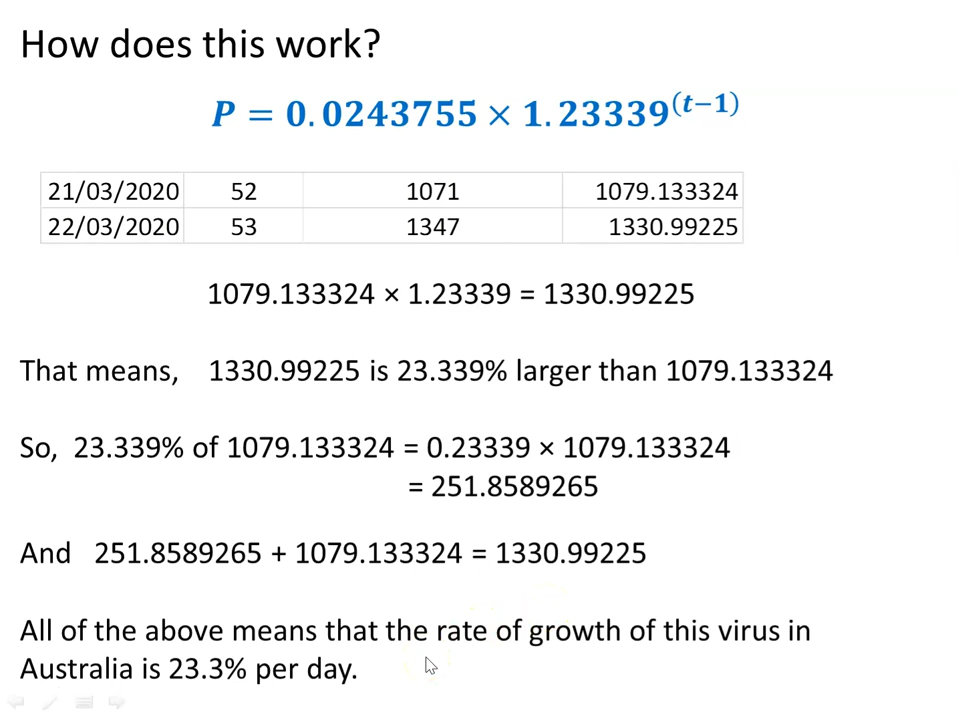 How does this work?
P = 0.0243755 × 1.23339^(t−1)
21/03/2020 52 1071 1079.133324
22/03/2020 53 1347 1330.99225
1079.133324 × 1.23339 = 1330.99225
That means, 1330.99225 is 23.339% larger than 1079.133324
So, 23.339% of 1079.133324 = 0.23339 × 1079.133324
= 251.8589265
And 251.8589265 + 1079.133324 = 1330.99225
All of the above means that the rate of growth of this virus in
Australia is 23.3% per day.